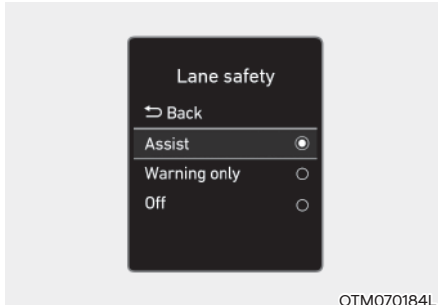 Lane safety
Back
Assist
Warning only
Off
OTM070184L